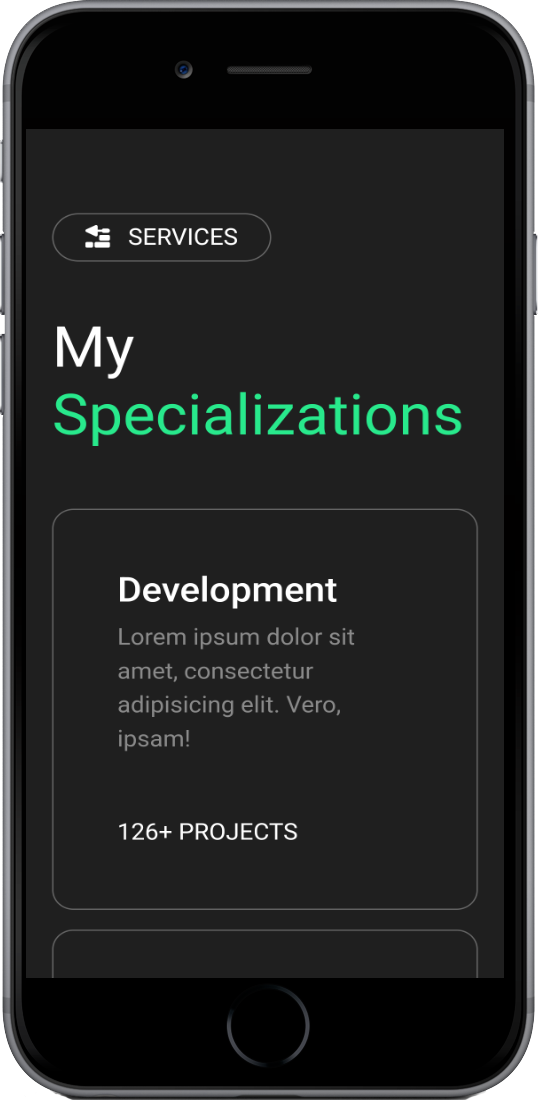 SERVICES
My
Specializations
Development
Lorem ipsum dolor sit
amet, consectetur
adipisicing elit. Vero,
ipsam!
126+ PROJECTS